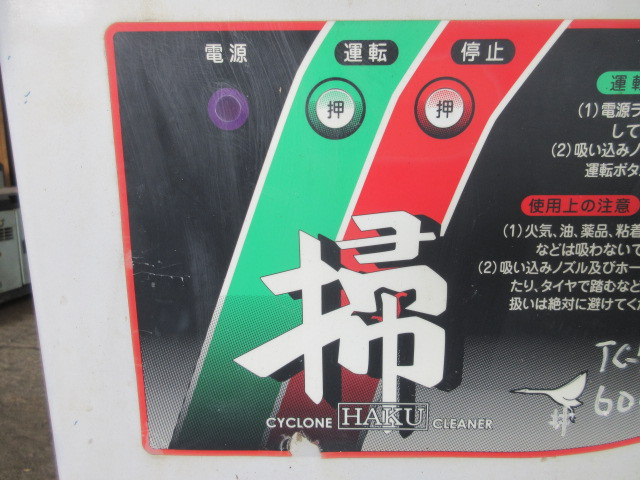 電源 運転 停止
押 押
運転
(1)電源ラ
して
(2)吸い込みノ
運転ボタ
使用上の注意
(1)火気、油、薬品、粘着
などは吸わないで
(2)吸い込みノズル及びホー
たり、タイヤで踏むなど
扱いは絶対に避けてくだ
掃
TC-
60
CYCLONE HAKU CLEANER